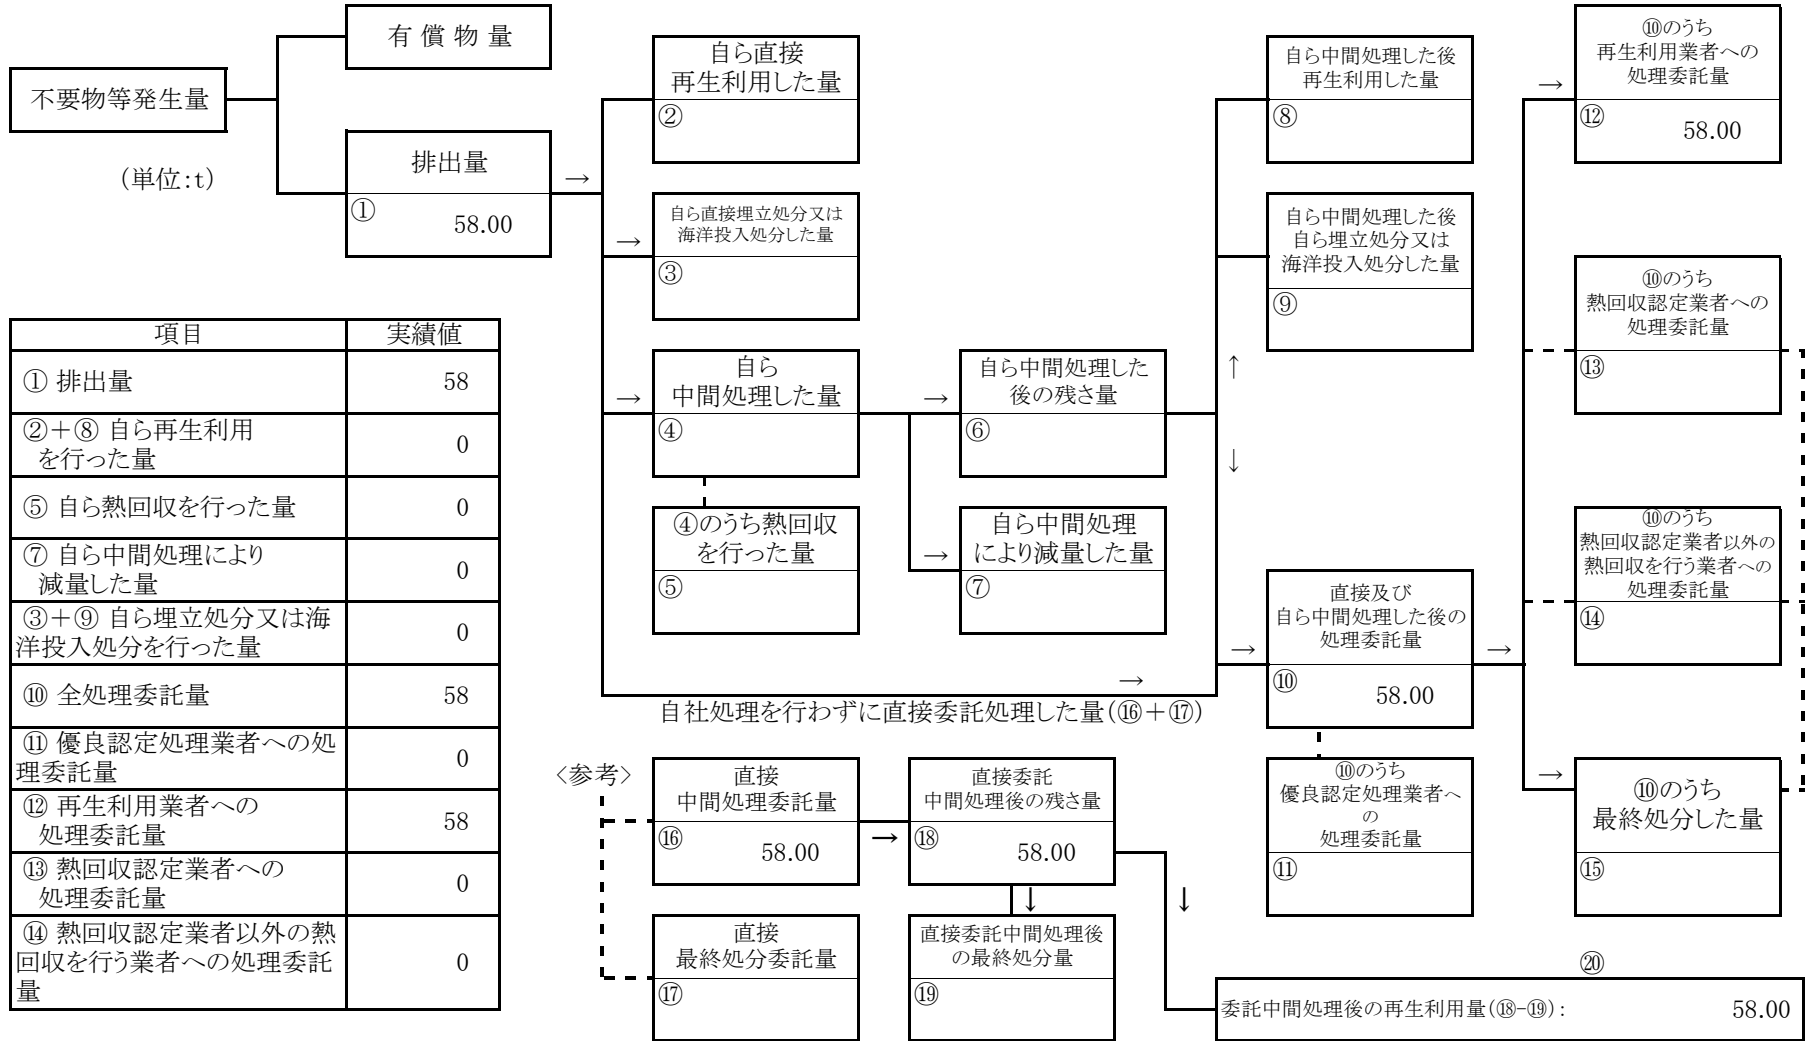 不要物等発生量
(単位:t)
有 償 物 量
排出量
①
58.00
→
自ら直接
再生利用した量
②
→
自ら直接埋立処分又は
海洋投入処分した量
③
→
自ら
中間処理した量
④
④のうち熱回収
を行った量
⑤
→
自ら中間処理した
後の残さ量
⑥
→
自ら中間処理
により減量した量
⑦
自ら中間処理した後
再生利用した量
⑧
自ら中間処理した後
自ら埋立処分又は
海洋投入処分した量
⑨
↑
↓
→
自社処理を行わずに直接委託処理した量(⑯+⑰)
→
直接及び
自ら中間処理した後の
処理委託量
⑩
58.00
⑩のうち
優良認定処理業者へ
の
処理委託量
⑪
→
→
⑩のうち
再生利用業者への
処理委託量
⑫
58.00
⑩のうち
熱回収認定業者への
処理委託量
⑬
⑩のうち
熱回収認定業者以外の
熱回収を行う業者への
処理委託量
⑭
→
⑩のうち
最終処分した量
⑮
項目 実績値
① 排出量 58
②+⑧ 自ら再生利用
を行った量 0
⑤ 自ら熱回収を行った量 0
⑦ 自ら中間処理により
減量した量 0
③+⑨ 自ら埋立処分又は海
洋投入処分を行った量 0
⑩ 全処理委託量 58
⑪ 優良認定処理業者への処
理委託量 0
⑫ 再生利用業者への
処理委託量 58
⑬ 熱回収認定業者への
処理委託量 0
⑭ 熱回収認定業者以外の熱
回収を行う業者への処理委託
量 0
<参考>
直接
中間処理委託量
⑯
58.00
→
直接委託
中間処理後の残さ量
⑱
58.00
↓
↓
直接
最終処分委託量
⑰
直接委託中間処理後
の最終処分量
⑲
⑳
委託中間処理後の再生利用量(⑱-⑲): 58.00